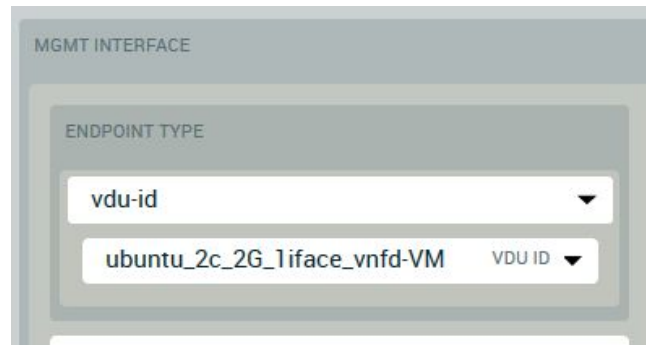 MGMT INTERFACE
ENDPOINT TYPE
vdu-id
ubuntu_2c_2G_1iface_vnfd-VM VDU ID